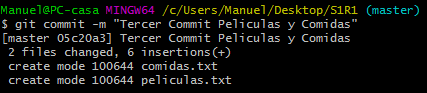 Manuel@PC-casa MINGW64 /c/Users/Manuel/Desktop/S1R1 (master)
$ git commit -m "Tercer Commit Peliculas y Comidas"
[master 05c20a3] Tercer Commit Peliculas y Comidas
 2 files changed, 6 insertions(+)
 create mode 100644 comidas.txt
 create mode 100644 peliculas.txt